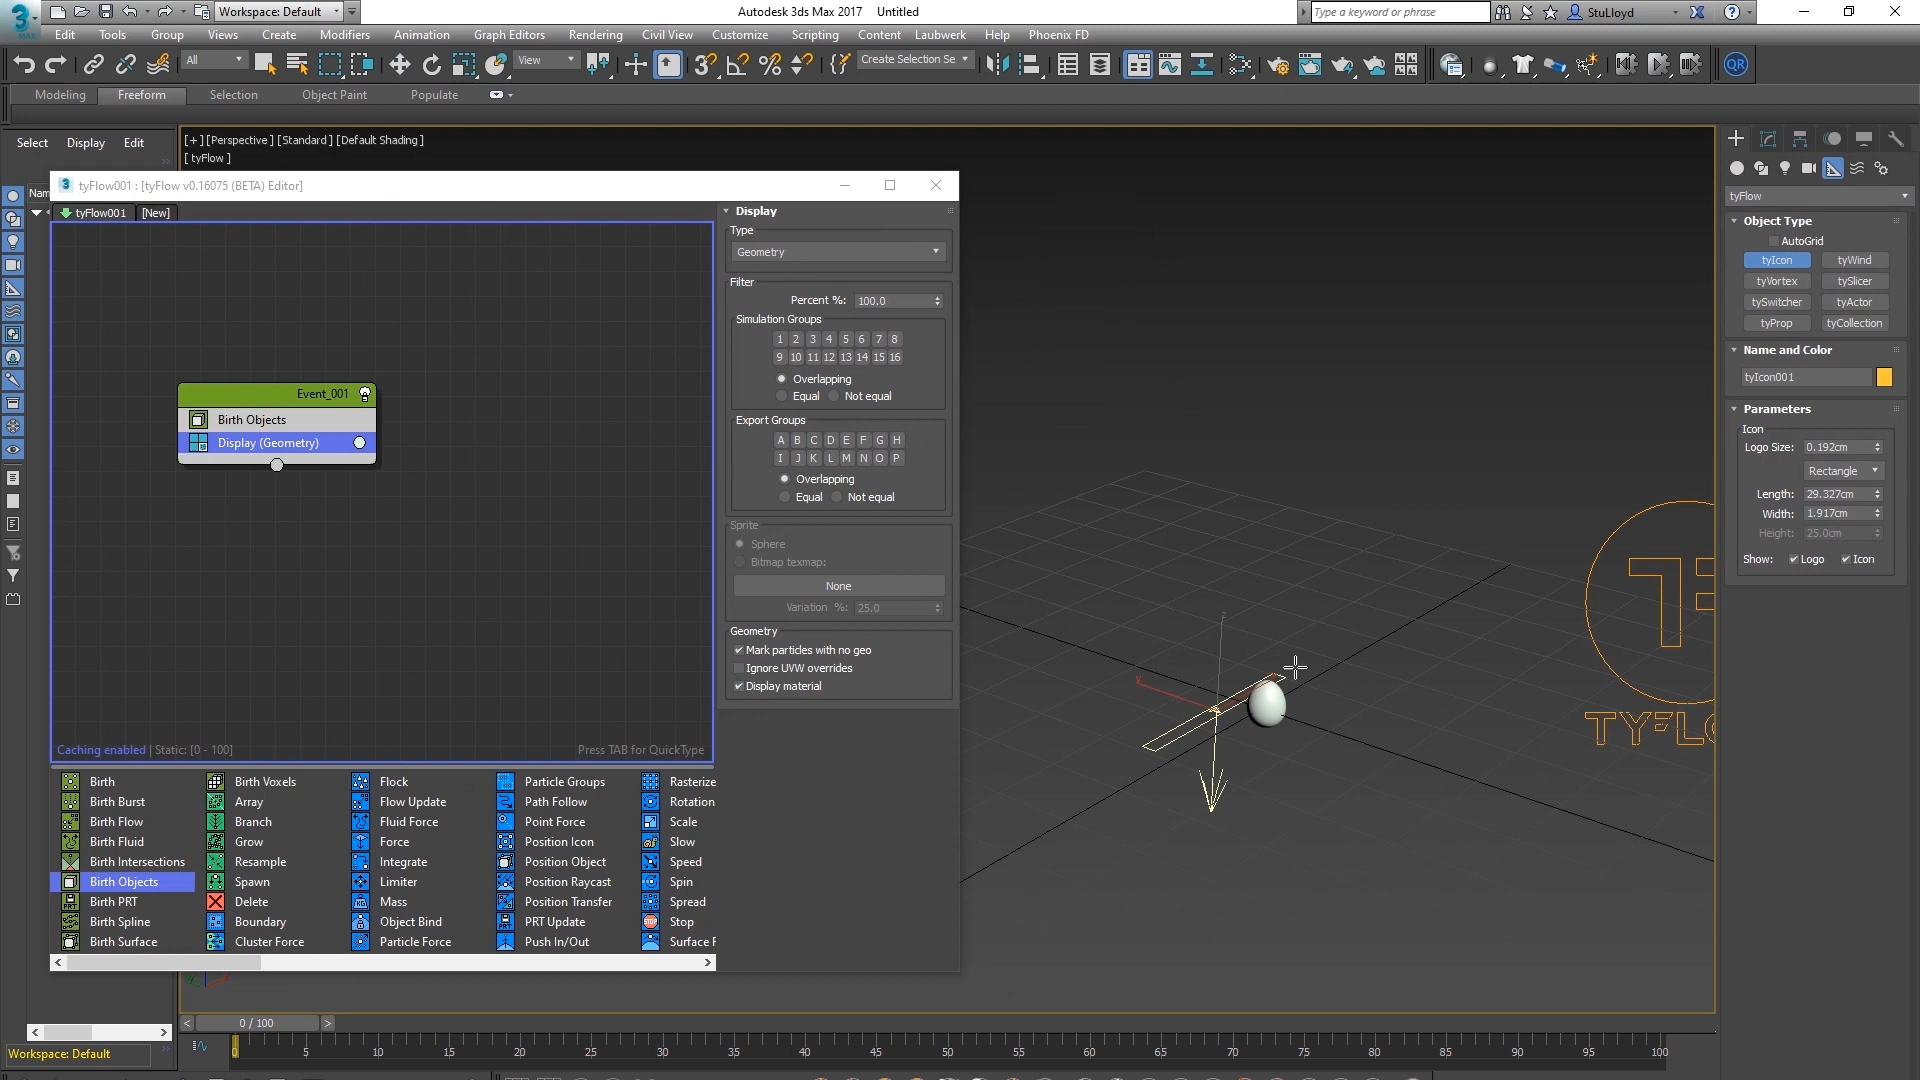 Workspace: Default
Autodesk 3ds Max 2017 Untitled
Type a keyword or phrase
StuLloyd
MAX
Edit Tools Group Views Create Modifiers Animation Graph Editors Rendering Civil View Customize Scripting Content Laubwerk Help Phoenix FD
All
View
Create Selection Se
QR
Modeling Freeform Selection Object Paint Populate
Select Display Edit
[+] [Perspective ] [Standard ] [Default Shading ]
[ tyFlow ]
tyFlow001 : [tyFlow v0.16075 (BETA) Editor]
Nam
tyFlow001 [New]
Event_001
Birth Objects
Display (Geometry)
Caching enabled | Static: [0 - 100]
Press TAB for QuickType
Display
Type
Geometry
Filter
Percent %: 100.0
Simulation Groups
1 2 3 4 5 6 7 8
9 10 11 12 13 14 15 16
Overlapping
Equal Not equal
Export Groups
A B C D E F G H
I J K L M N O P
Overlapping
Equal Not equal
Sprite
Sphere
Bitmap texmap:
None
Variation %: 25.0
Geometry
Mark particles with no geo
Ignore UVW overrides
Display material
Birth Birth Voxels Flock Particle Groups Rasterize
Birth Burst Array Flow Update Path Follow Rotation
Birth Flow Branch Fluid Force Point Force Scale
Birth Fluid Grow Force Position Icon Slow
Birth Intersections Resample Integrate Position Object Speed
Birth Objects Spawn Limiter Position Raycast Spin
Birth PRT Delete Mass Position Transfer Spread
Birth Spline Boundary Object Bind PRT Update Stop
Birth Surface Cluster Force Particle Force Push In/Out Surface F
TYFLO
tyFlow
Object Type
AutoGrid
tyIcon tyWind
tyVortex tySlicer
tySwitcher tyActor
tyProp tyCollection
Name and Color
tyIcon001
Parameters
Icon
Logo Size: 0.192cm
Rectangle
Length: 29.327cm
Width: 1.917cm
Height: 25.0cm
Show: Logo Icon
0 / 100
0 5 10 15 20 25 30 35 40 45 50 55 60 65 70 75 80 85 90 95 100
Workspace: Default